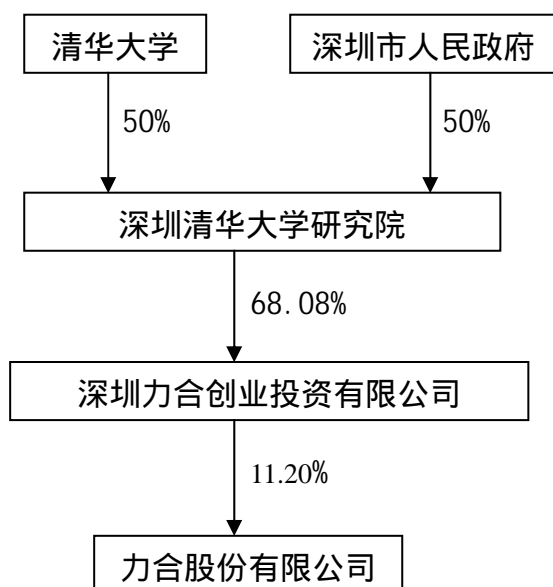 清华大学
深圳市人民政府
50%
50%
深圳清华大学研究院
68.08%
深圳力合创业投资有限公司
11.20%
力合股份有限公司